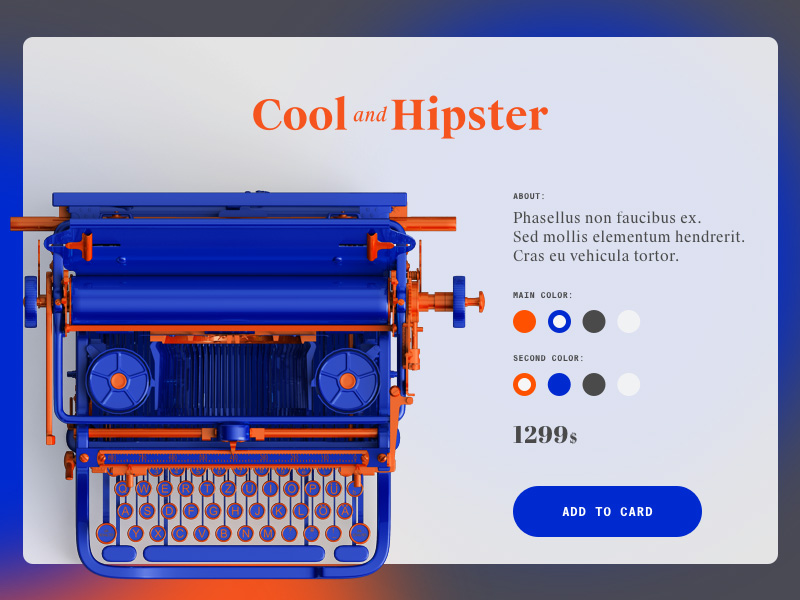 Cool and Hipster
ABOUT:
Phasellus non faucibus ex.
Sed mollis elementum hendrerit.
Cras eu vehicula tortor.
MAIN COLOR:
SECOND COLOR:
1299$
ADD TO CARD
Q W E R T Z U I O P Ü
A S D F G H J K L Ö Ä
Y X C V B N M